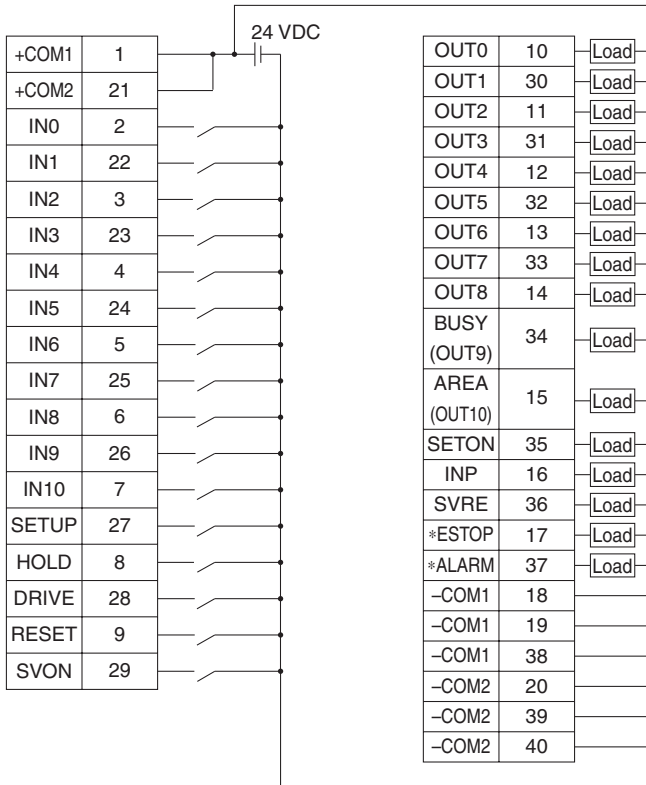 24 VDC
+COM1 1
+COM2 21
IN0 2
IN1 22
IN2 3
IN3 23
IN4 4
IN5 24
IN6 5
IN7 25
IN8 6
IN9 26
IN10 7
SETUP 27
HOLD 8
DRIVE 28
RESET 9
SVON 29
OUT0 10 Load
OUT1 30 Load
OUT2 11 Load
OUT3 31 Load
OUT4 12 Load
OUT5 32 Load
OUT6 13 Load
OUT7 33 Load
OUT8 14 Load
BUSY
(OUT9) 34 Load
AREA
(OUT10) 15 Load
SETON 35 Load
INP 16 Load
SVRE 36 Load
*ESTOP 17 Load
*ALARM 37 Load
–COM1 18
–COM1 19
–COM1 38
–COM2 20
–COM2 39
–COM2 40